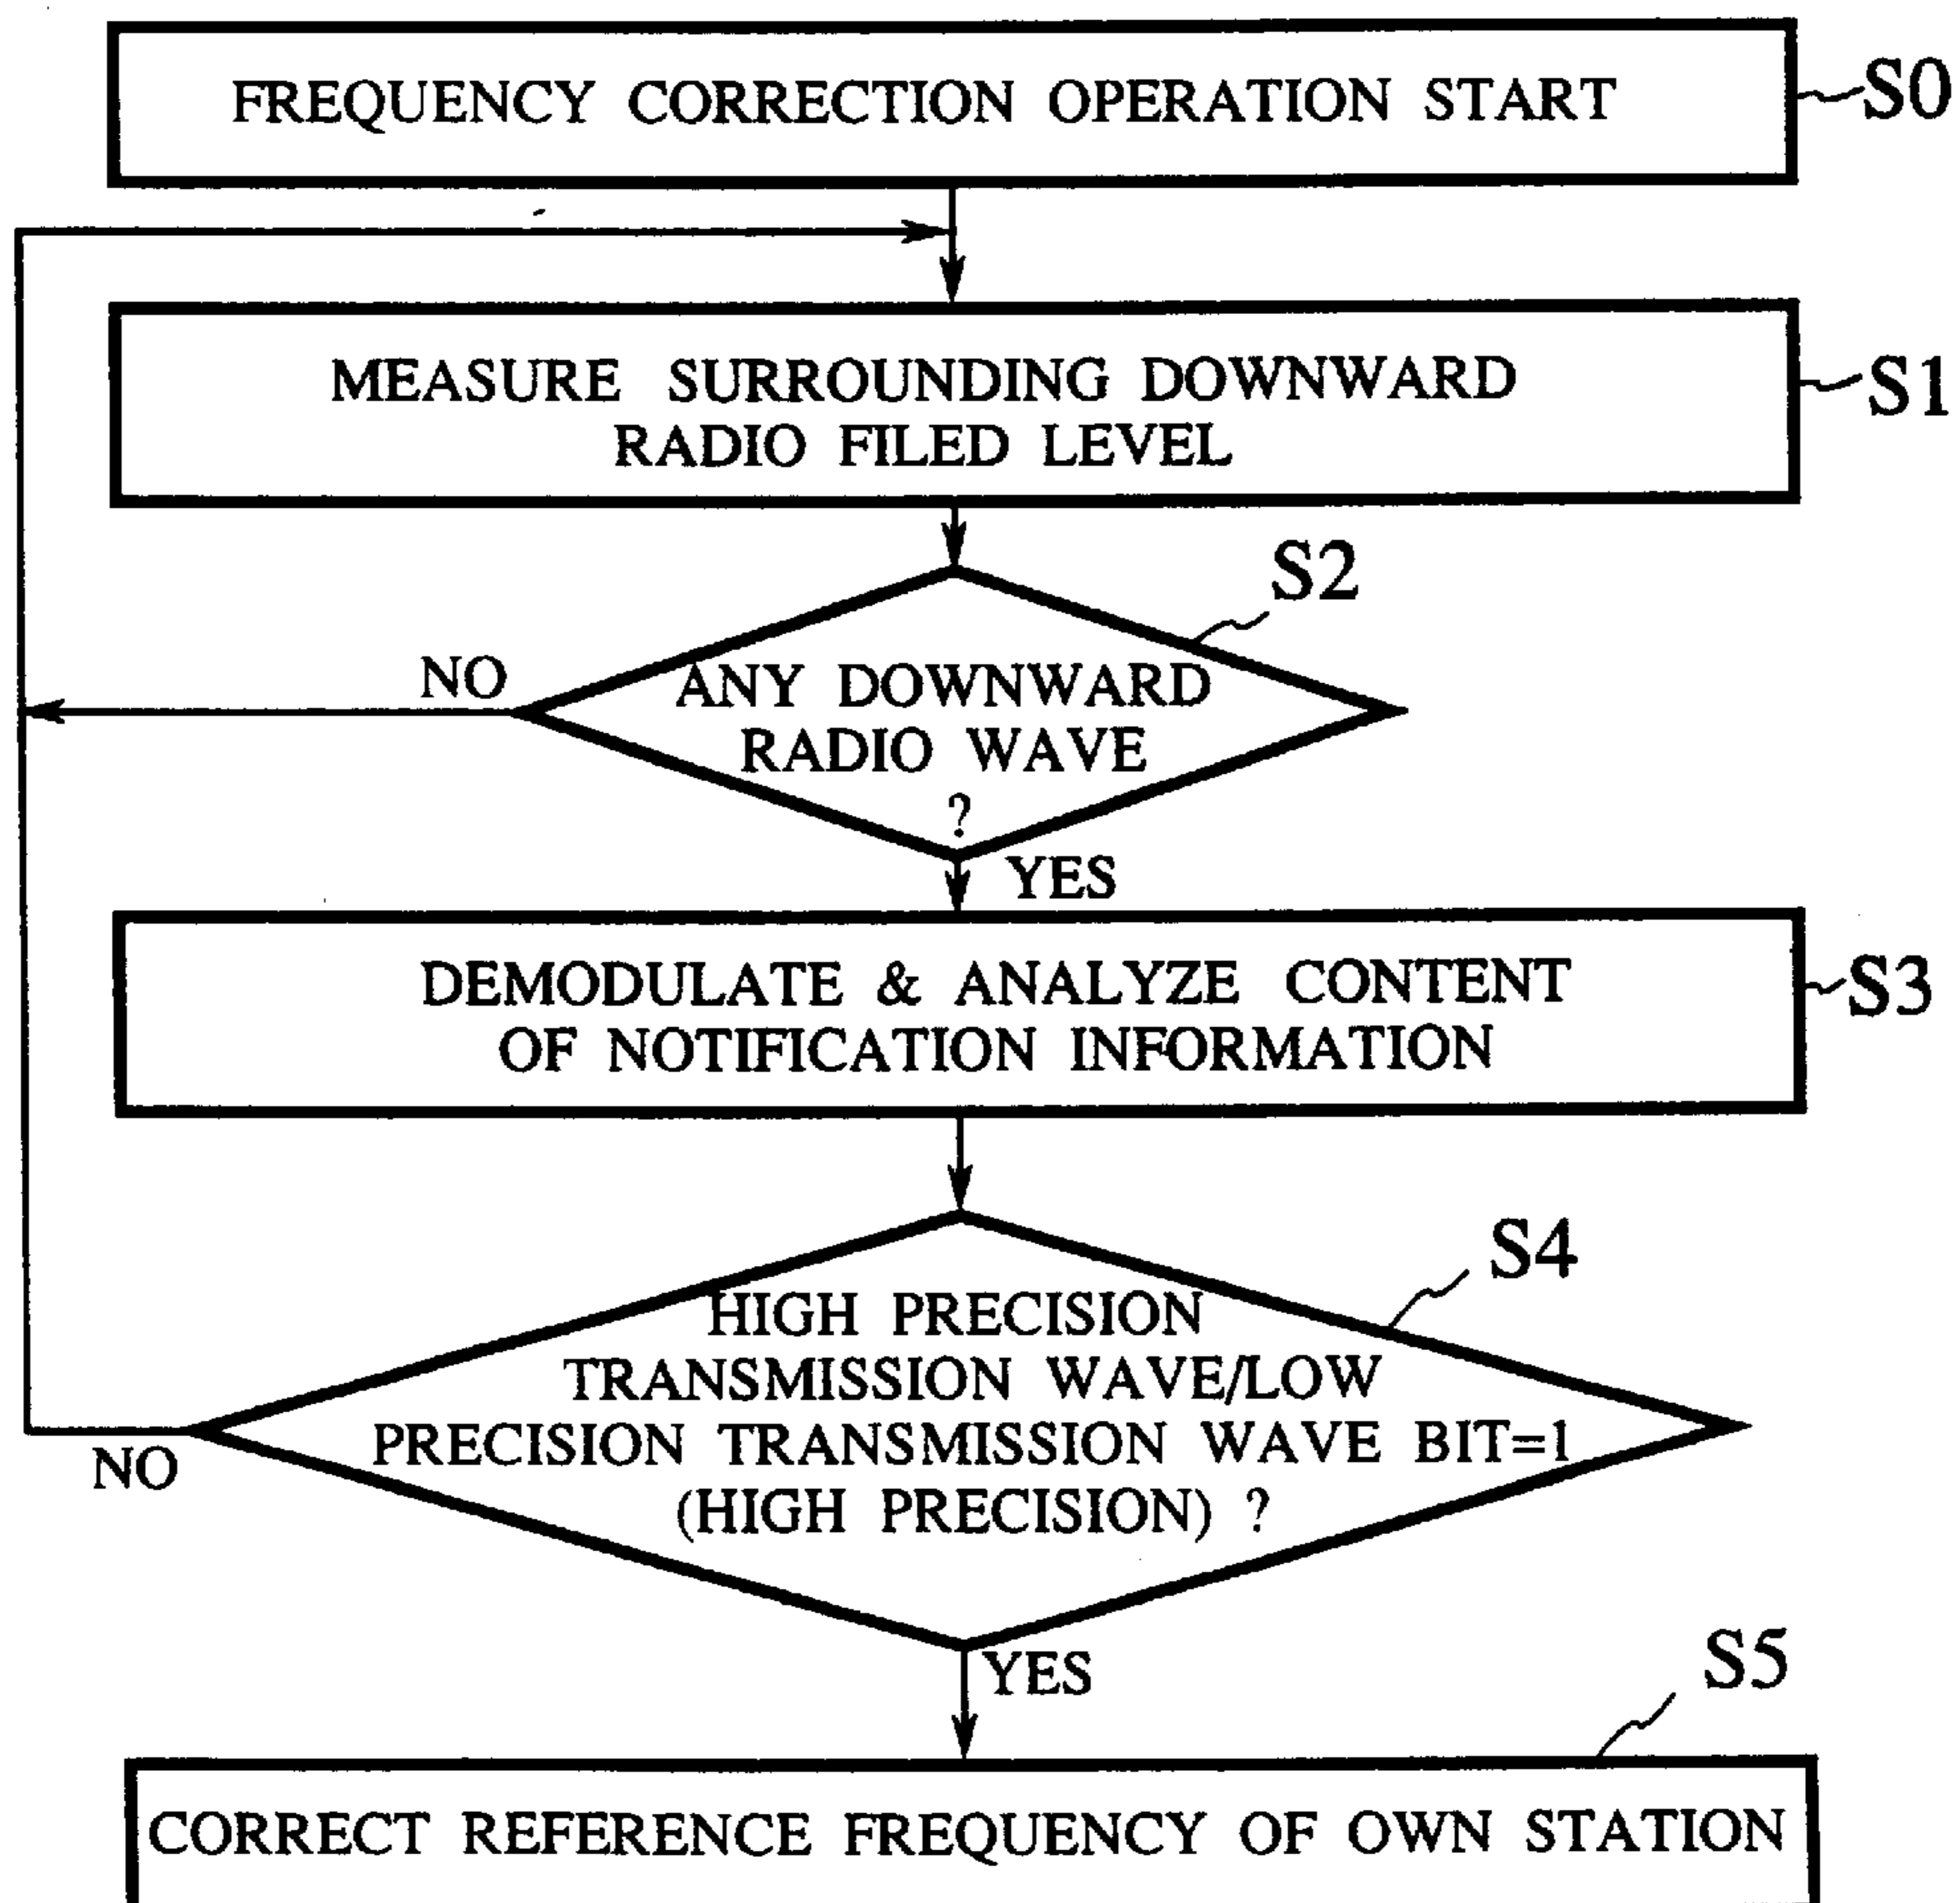 FREQUENCY CORRECTION OPERATION START
S0
MEASURE SURROUNDING DOWNWARD
RADIO FILED LEVEL
S1
S2
NO
ANY DOWNWARD
RADIO WAVE
?
YES
DEMODULATE & ANALYZE CONTENT
OF NOTIFICATION INFORMATION
S3
S4
HIGH PRECISION
TRANSMISSION WAVE/LOW
PRECISION TRANSMISSION WAVE BIT=1
(HIGH PRECISION) ?
NO
YES
S5
CORRECT REFERENCE FREQUENCY OF OWN STATION